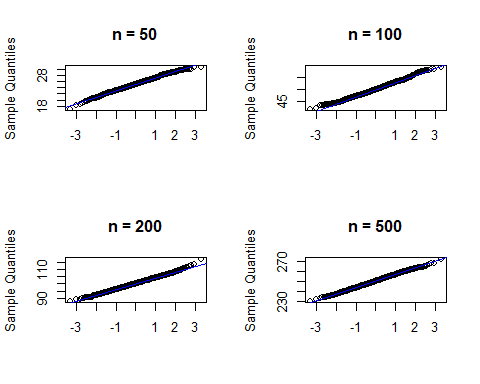 n = 50
Sample Quantiles
18 28
-3 -1 1 2 3
n = 100
Sample Quantiles
45
-3 -1 1 2 3
n = 200
Sample Quantiles
90 110
-3 -1 1 2 3
n = 500
Sample Quantiles
230 270
-3 -1 1 2 3